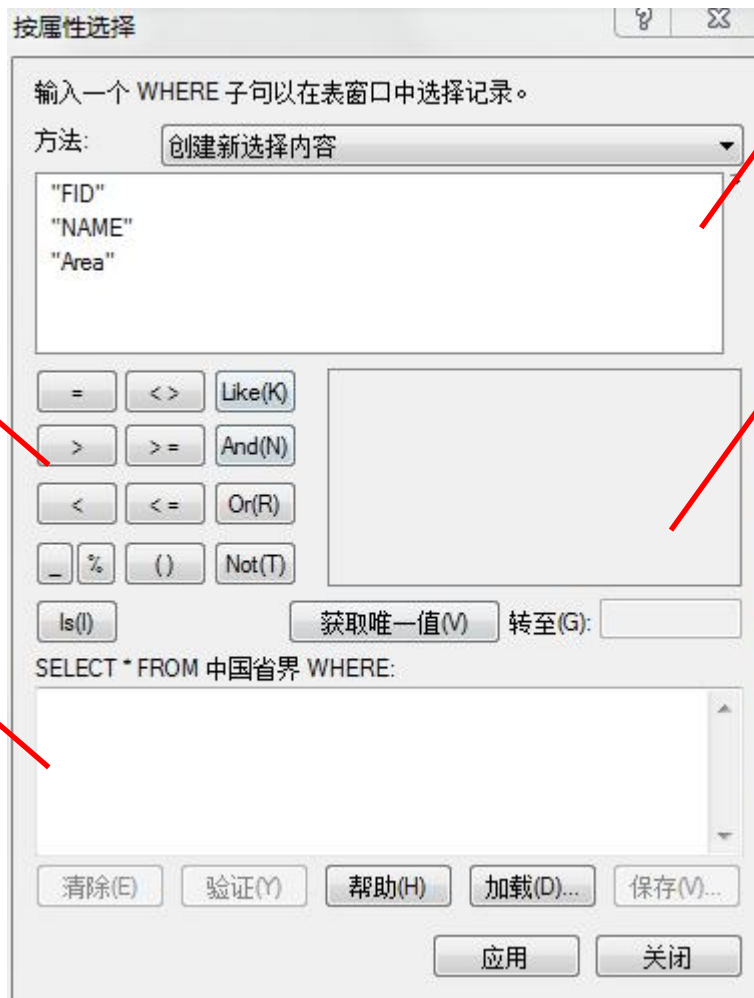 按属性选择
输入一个 WHERE 子句以在表窗口中选择记录。
方法: 创建新选择内容
"FID"
"NAME"
"Area"
= < > Like(K)
> > = And(N)
< < = Or(R)
_ % ( ) Not(T)
Is(I) 获取唯一值(V) 转至(G):
SELECT * FROM 中国省界 WHERE:
清除(E) 验证(Y) 帮助(H) 加载(D)... 保存(V)...
应用 关闭